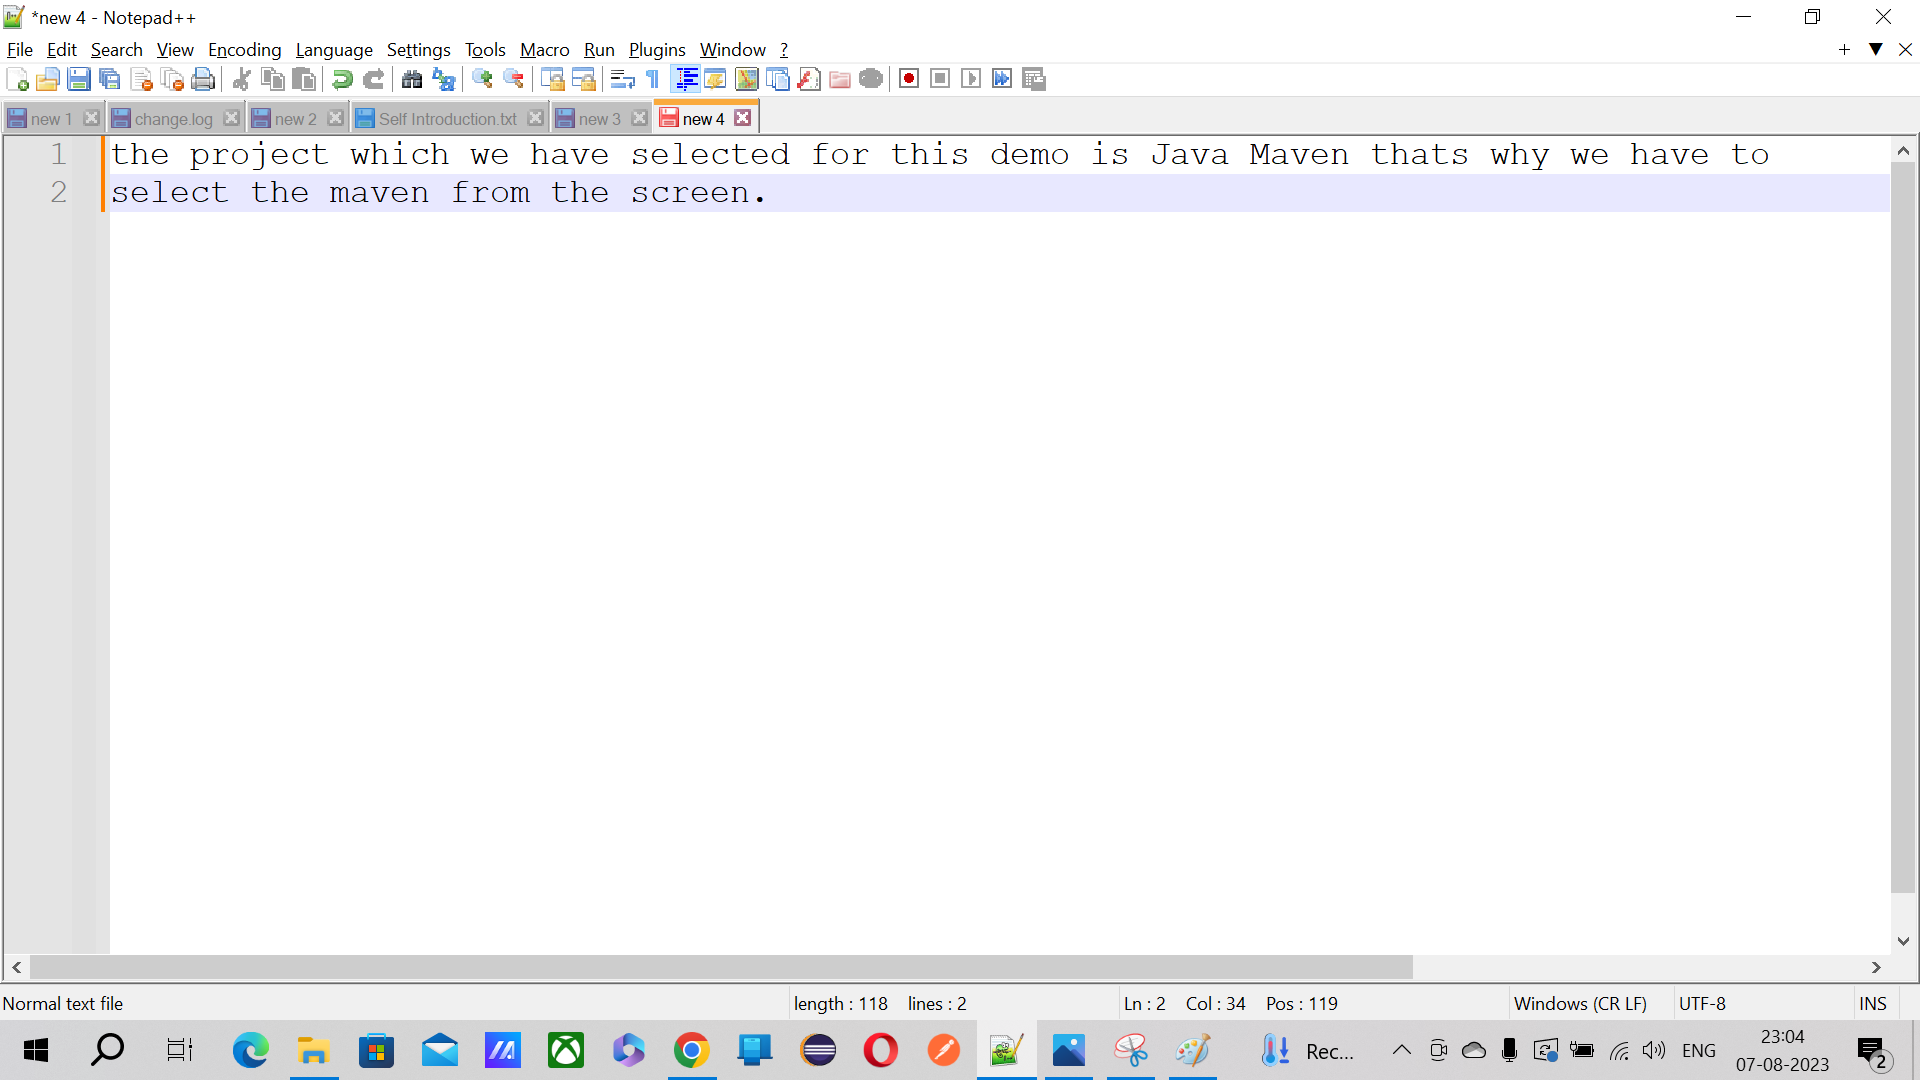 *new 4 - Notepad++
File Edit Search View Encoding Language Settings Tools Macro Run Plugins Window ?
new 1 change.log new 2 Self Introduction.txt new 3 new 4
1 the project which we have selected for this demo is Java Maven thats why we have to
2 select the maven from the screen.
Normal text file length : 118 lines : 2 Ln : 2 Col : 34 Pos : 119 Windows (CR LF) UTF-8 INS
Rec... ENG 23:04
07-08-2023 2